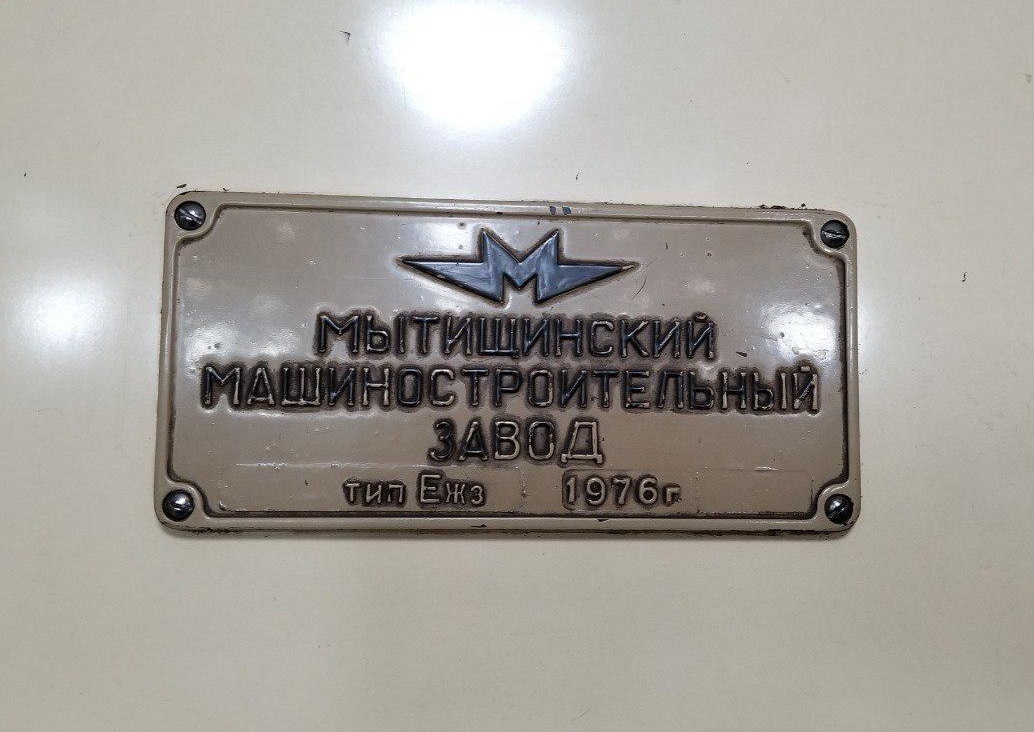 М
МЫТИЩИНСКИЙ
МАШИНОСТРОИТЕЛЬНЫЙ
ЗАВОД
тип Ежз 1976г